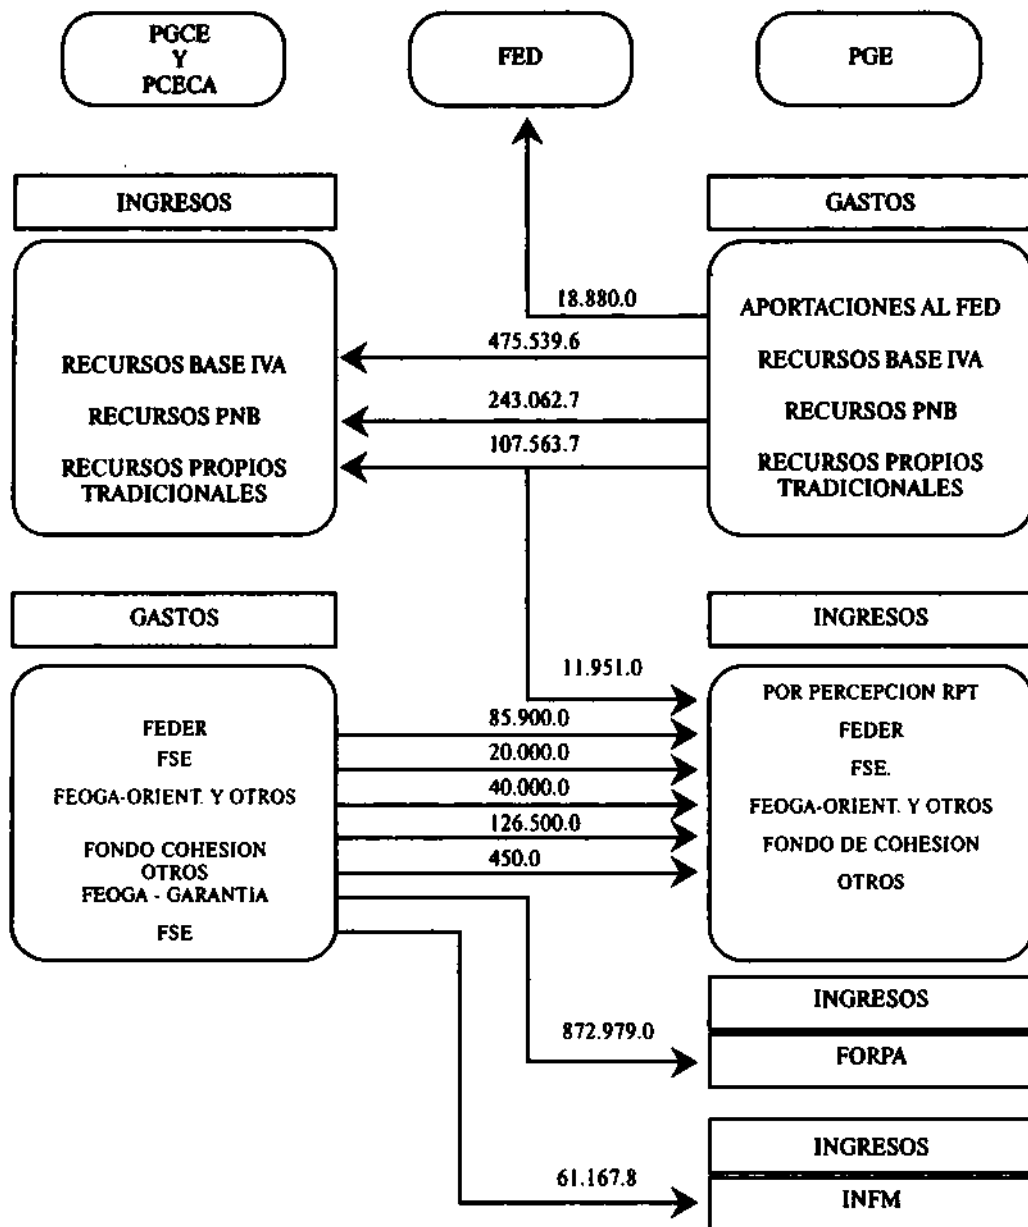 PGCE
Y
PCECA
FED
PGE
INGRESOS
GASTOS
18.880.0
APORTACIONES AL FED
475.539.6
RECURSOS BASE IVA
RECURSOS BASE IVA
243.062.7
RECURSOS PNB
RECURSOS PNB
107.563.7
RECURSOS PROPIOS
TRADICIONALES
RECURSOS PROPIOS
TRADICIONALES
GASTOS
INGRESOS
11.951.0
POR PERCEPCION RPT
85.900.0
FEDER
FEDER
20.000.0
FSE
FSE.
40.000.0
FEOGA-ORIENT. Y OTROS
FEOGA-ORIENT. Y OTROS
126.500.0
FONDO COHESION
FONDO DE COHESION
450.0
OTROS
OTROS
FEOGA - GARANTIA
FSE
INGRESOS
872.979.0
FORPA
INGRESOS
61.167.8
INFM